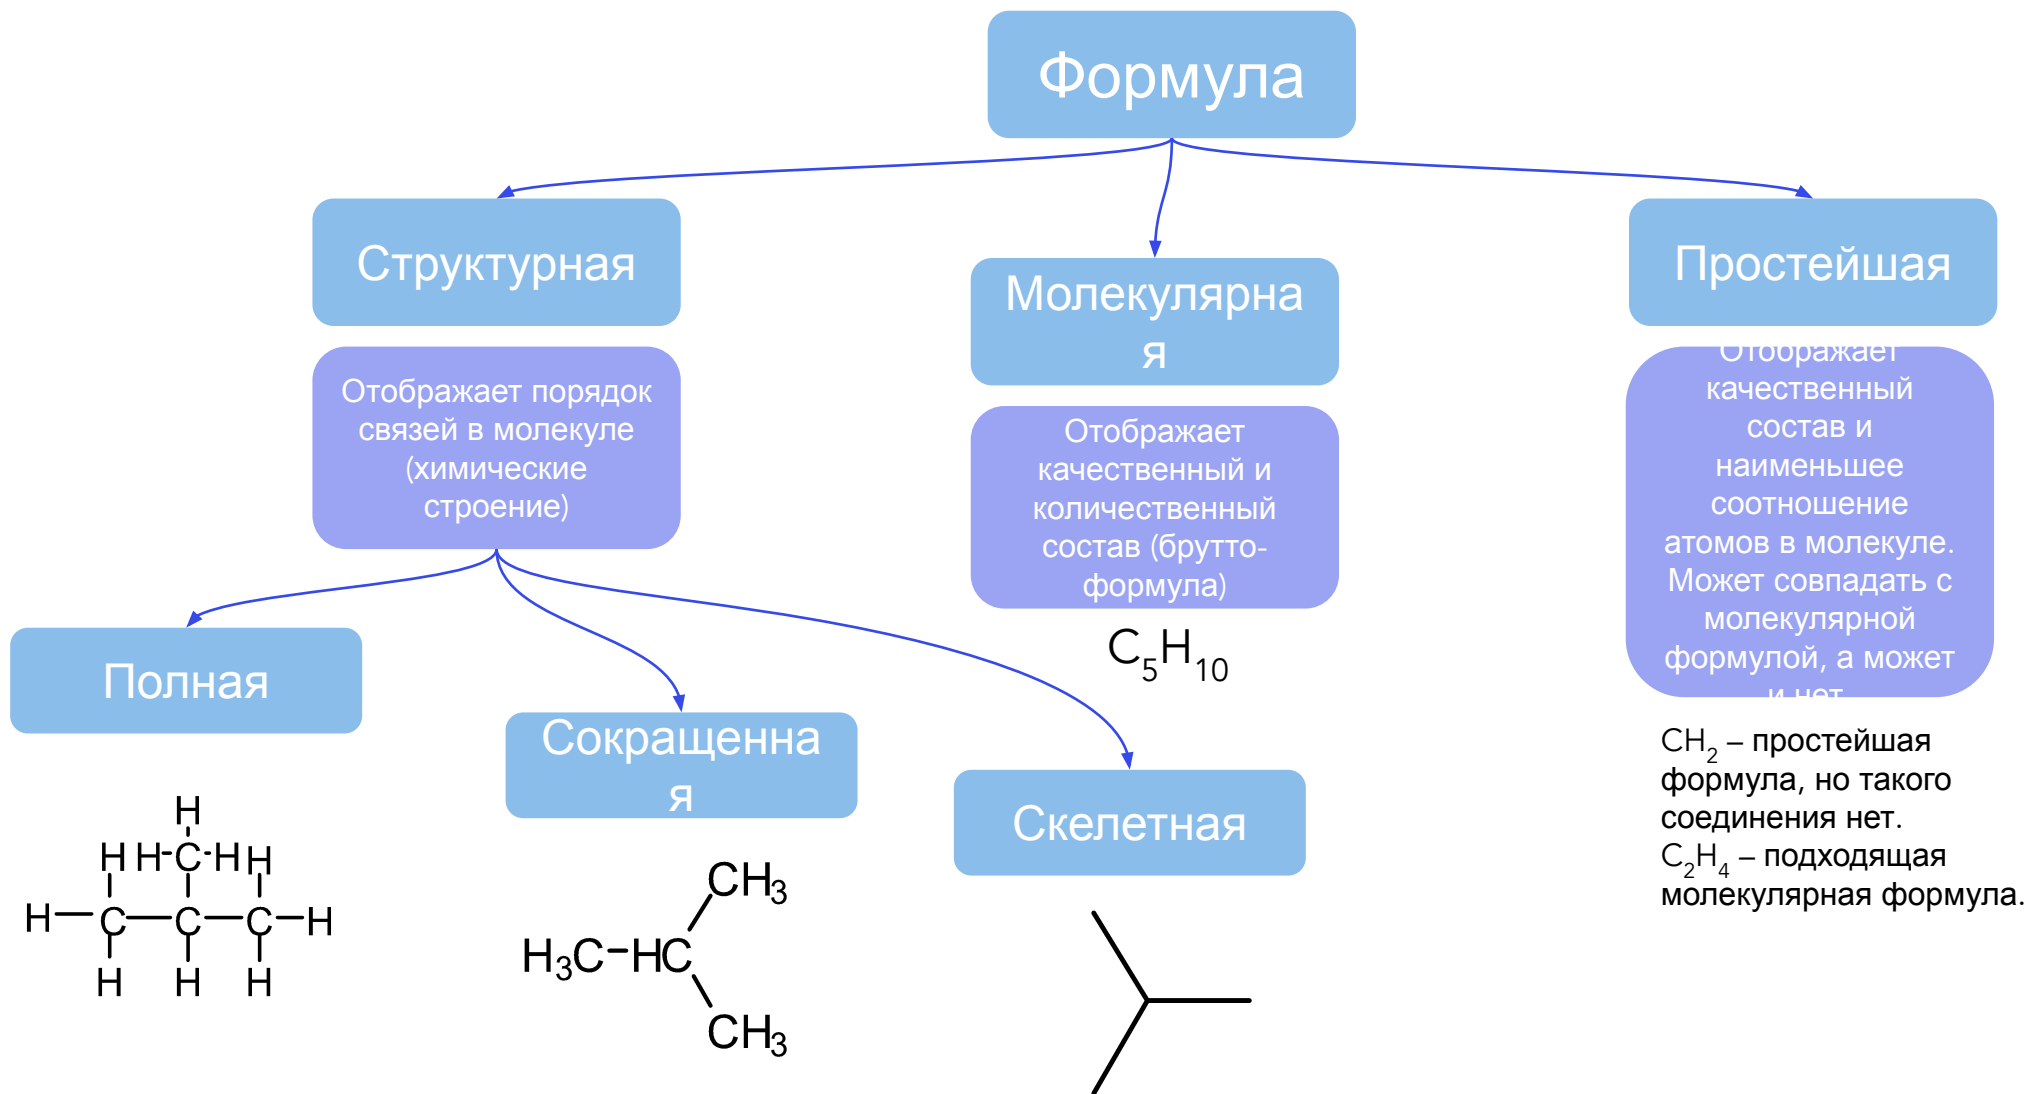 Формула
Структурная
Отображает порядок
связей в молекуле
(химические
строение)
Молекулярна
я
Отображает
качественный и
количественный
состав (брутто-
формула)
C₅H₁₀
Простейшая
Отображает
качественный
состав и
наименьшее
соотношение
атомов в молекуле.
Может совпадать с
молекулярной
формулой, а может
и нет
CH₂ – простейшая
формула, но такого
соединения нет.
C₂H₄ – подходящая
молекулярная формула.
Полная
H
H H-C-H H
H C C C H
H H H
Сокращенна
я
CH₃
H₃C-HC
CH₃
Скелетная